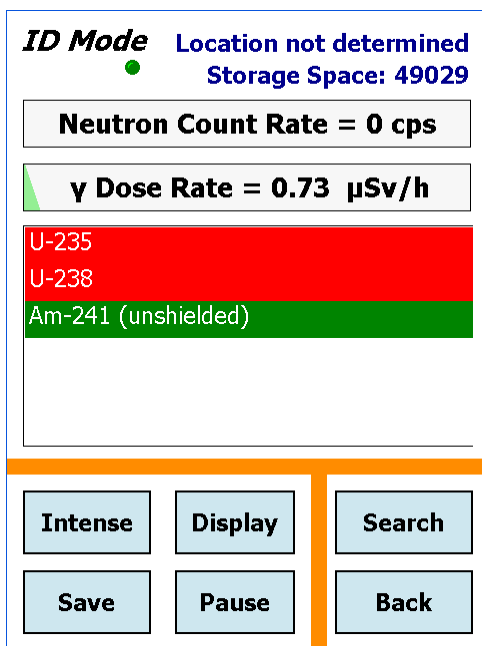 ID Mode
Location not determined
Storage Space: 49029
Neutron Count Rate = 0 cps
γ Dose Rate = 0.73 µSv/h
U-235
U-238
Am-241 (unshielded)
Intense
Display
Search
Save
Pause
Back